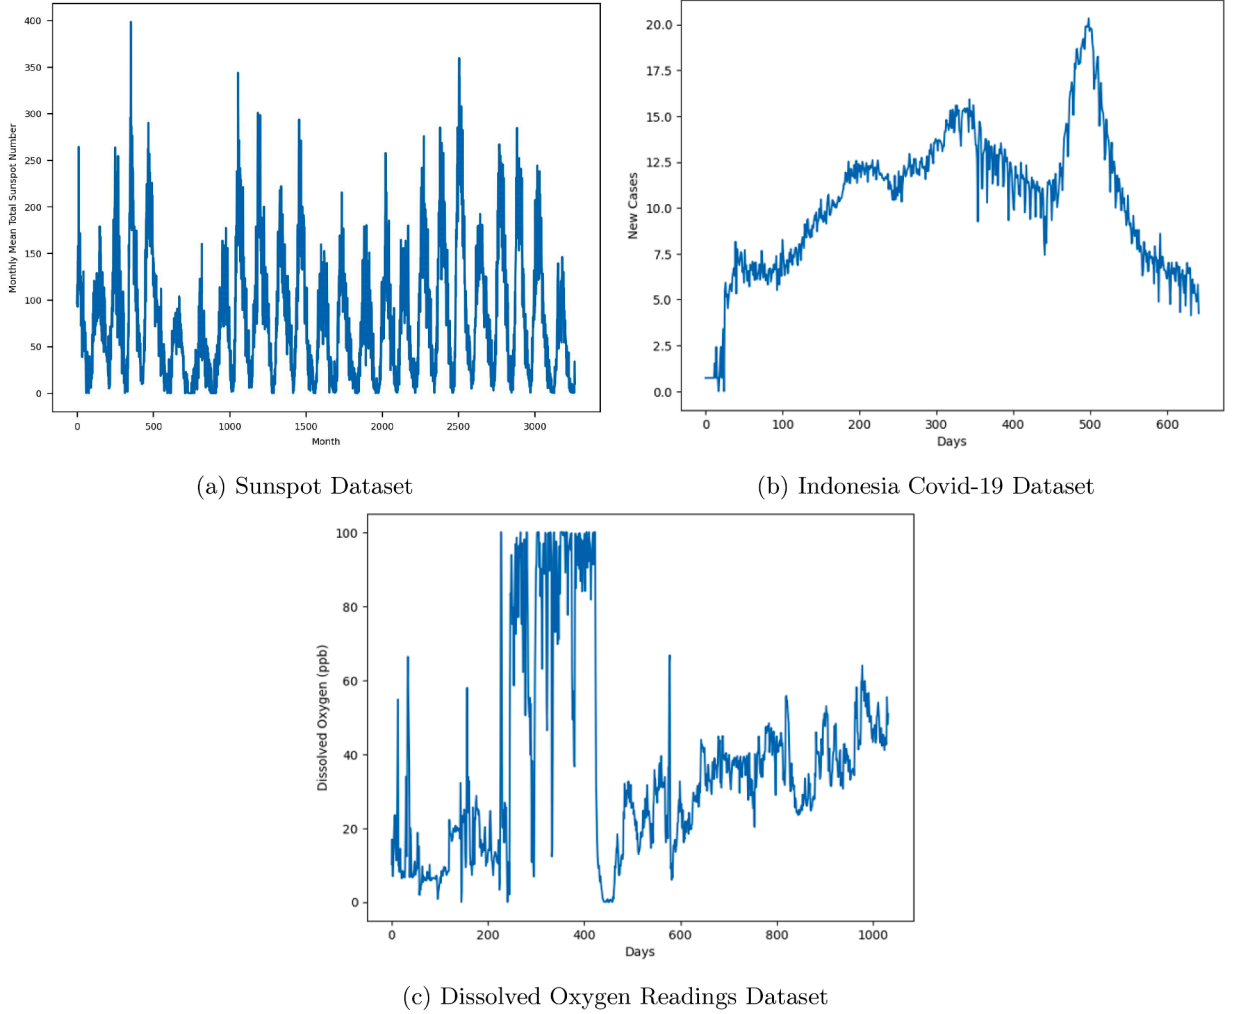 400
350
300
250
200
150
100
50
0
Monthly Mean Total Sunspot Number
0 500 1000 1500 2000 2500 3000
Month
(a) Sunspot Dataset
20.0
17.5
15.0
12.5
10.0
7.5
5.0
2.5
0.0
New Cases
0 100 200 300 400 500 600
Days
(b) Indonesia Covid-19 Dataset
100
80
60
40
20
0
Dissolved Oxygen (ppb)
0 200 400 600 800 1000
Days
(c) Dissolved Oxygen Readings Dataset